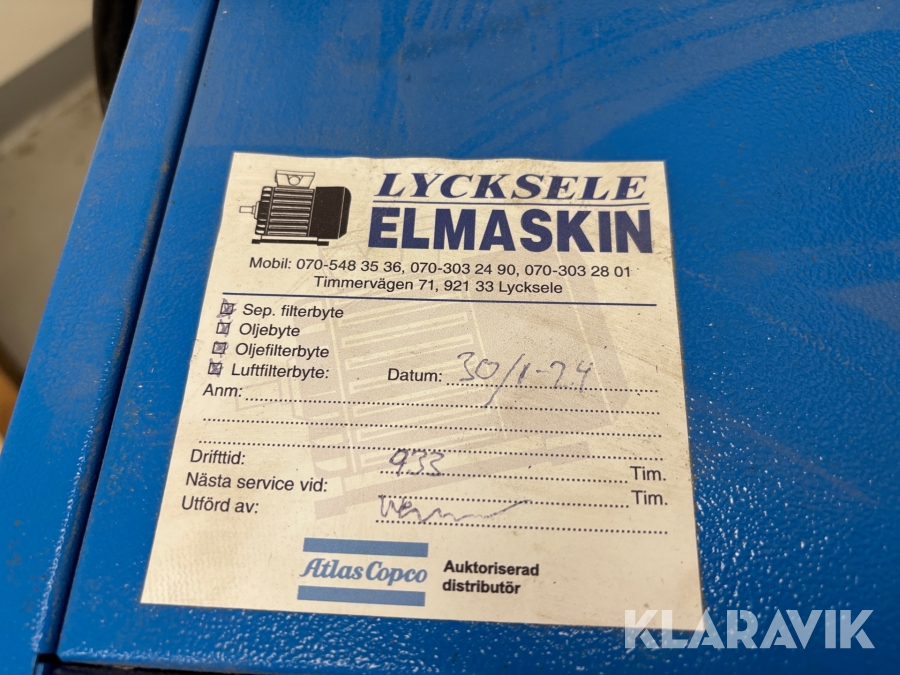 LYCKSELE
ELMASKIN
Mobil: 070-548 35 36, 070-303 24 90, 070-303 28 01
Timmervägen 71, 921 33 Lycksele
Sep. filterbyte
Oljebyte
Oljefilterbyte
Luftfilterbyte: Datum: 30/1-24
Anm:
Drifttid: 933 Tim.
Nästa service vid: Tim.
Utförd av:
Atlas Copco
Auktoriserad
distributör
KLARAVIK